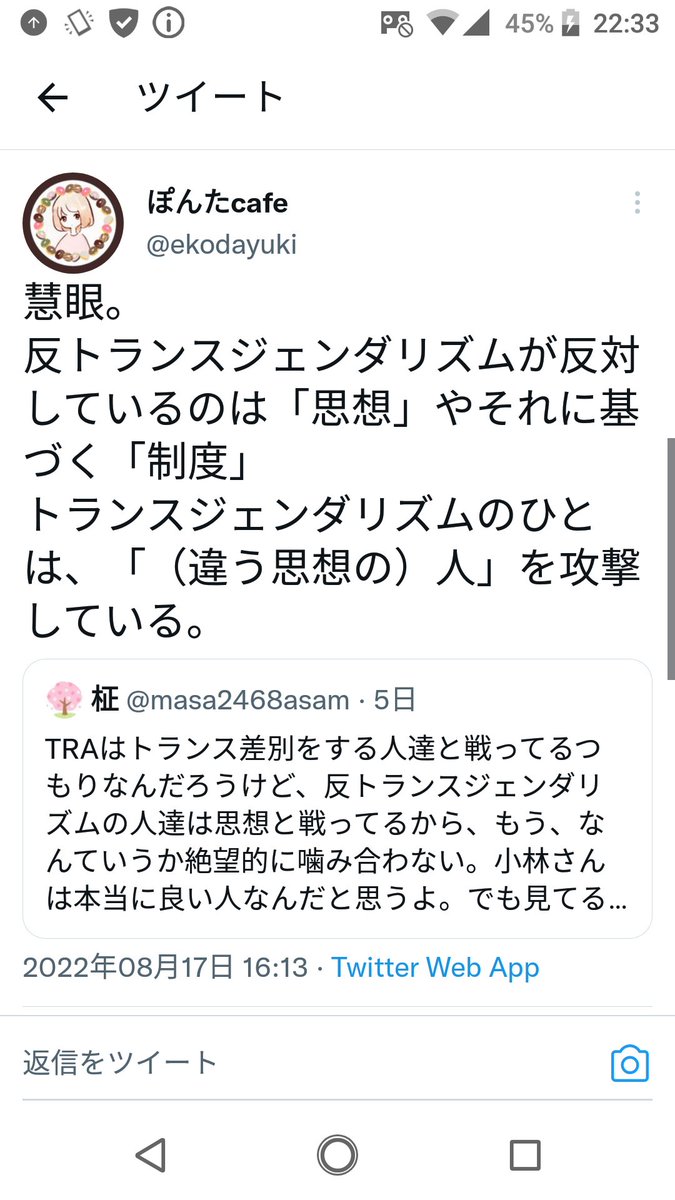 45% 22:33
ツイート
ぽんたcafe
@ekodayuki
慧眼。
反トランスジェンダリズムが反対
しているのは「思想」やそれに基
づく「制度」
トランスジェンダリズムのひと
は、「（違う思想の）人」を攻撃
している。
柾 @masa2468asam · 5日
TRAはトランス差別をする人達と戦ってるつ
もりなんだろうけど、反トランスジェンダリ
ズムの人達は思想と戦ってるから、もう、な
んていうか絶望的に噛み合わない。小林さん
は本当に良い人なんだと思うよ。でも見てる...
2022年08月17日 16:13 · Twitter Web App
返信をツイート